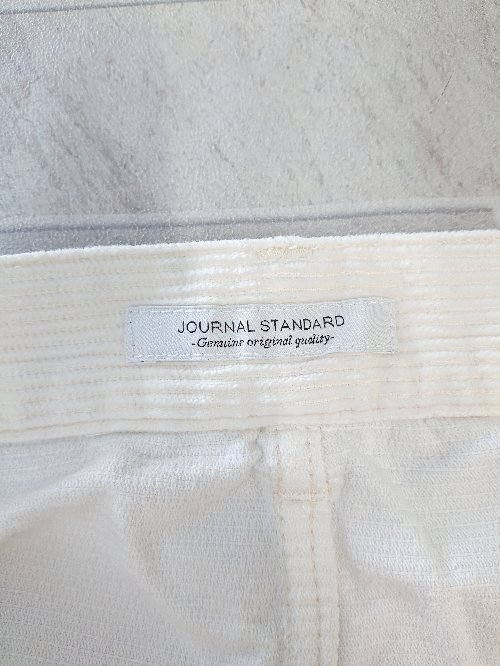 JOURNAL STANDARD
-Genuine original quality-